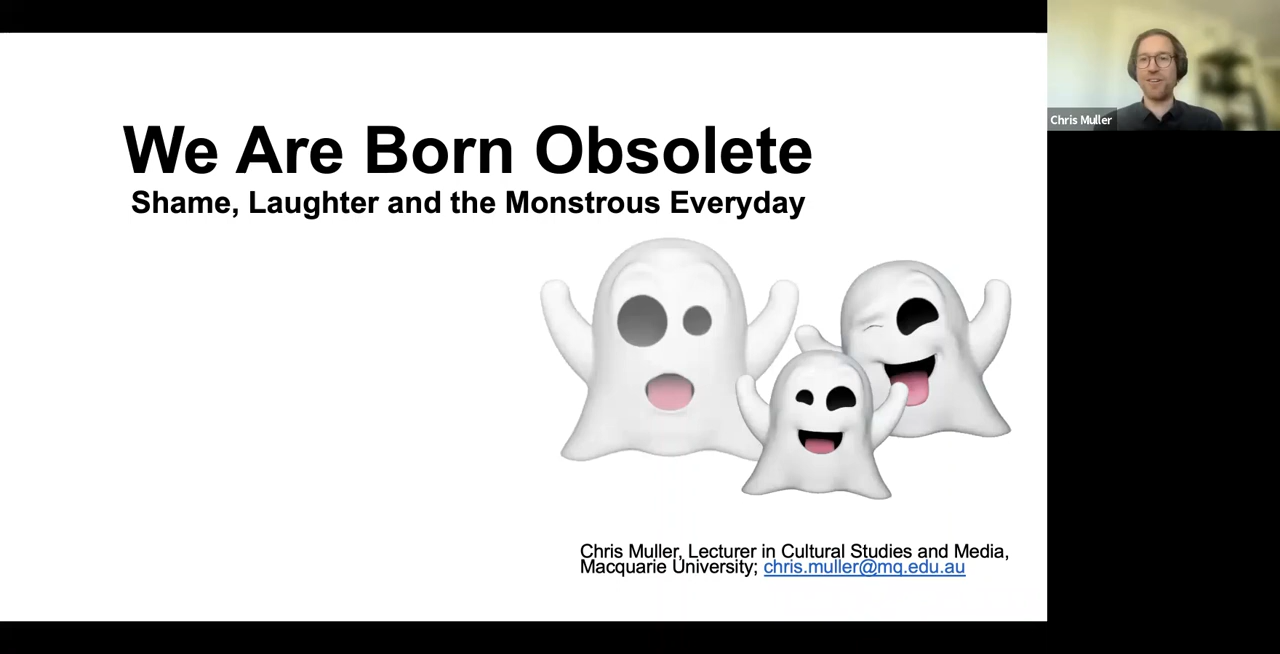 We Are Born Obsolete
Shame, Laughter and the Monstrous Everyday
Chris Muller, Lecturer in Cultural Studies and Media,
Macquarie University; chris.muller@mq.edu.au
Chris Muller